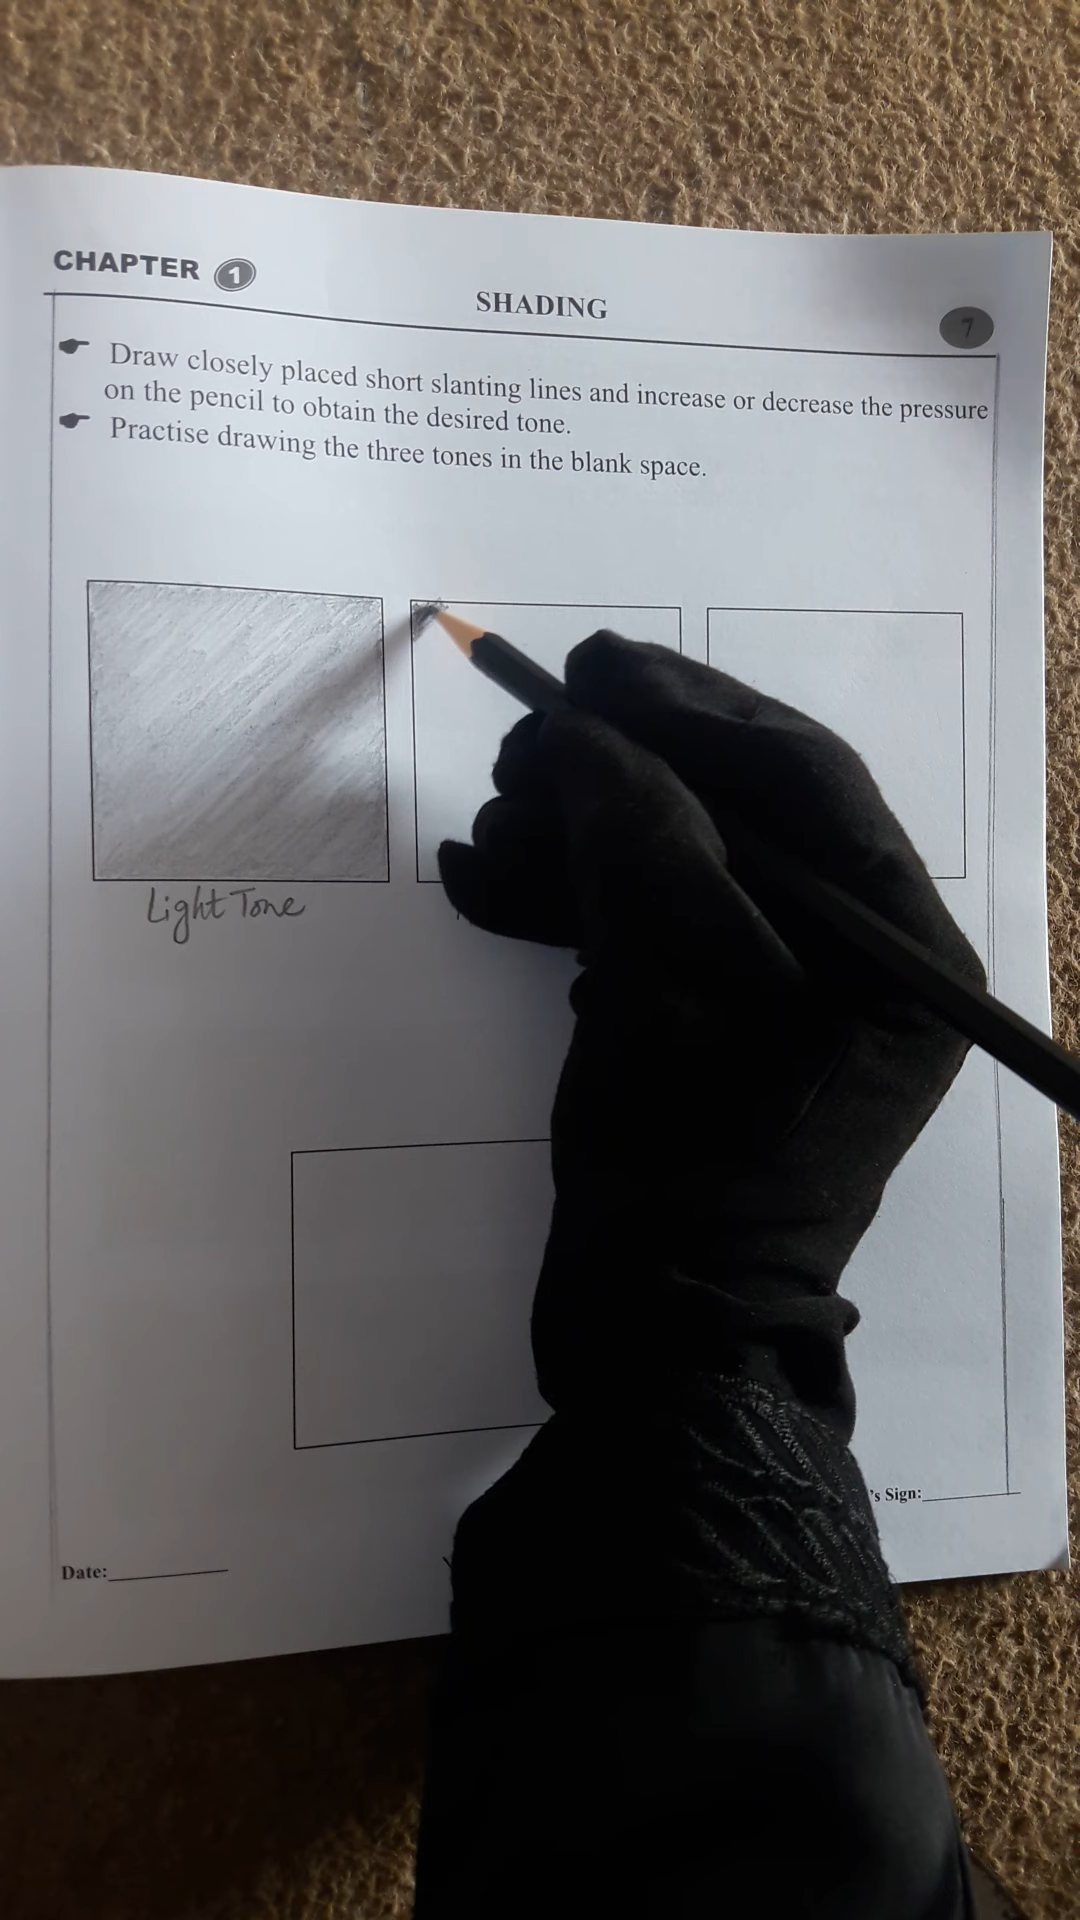 CHAPTER 1
SHADING
7
Draw closely placed short slanting lines and increase or decrease the pressure
on the pencil to obtain the desired tone.
Practise drawing the three tones in the blank space.
Light Tone
's Sign:
Date: